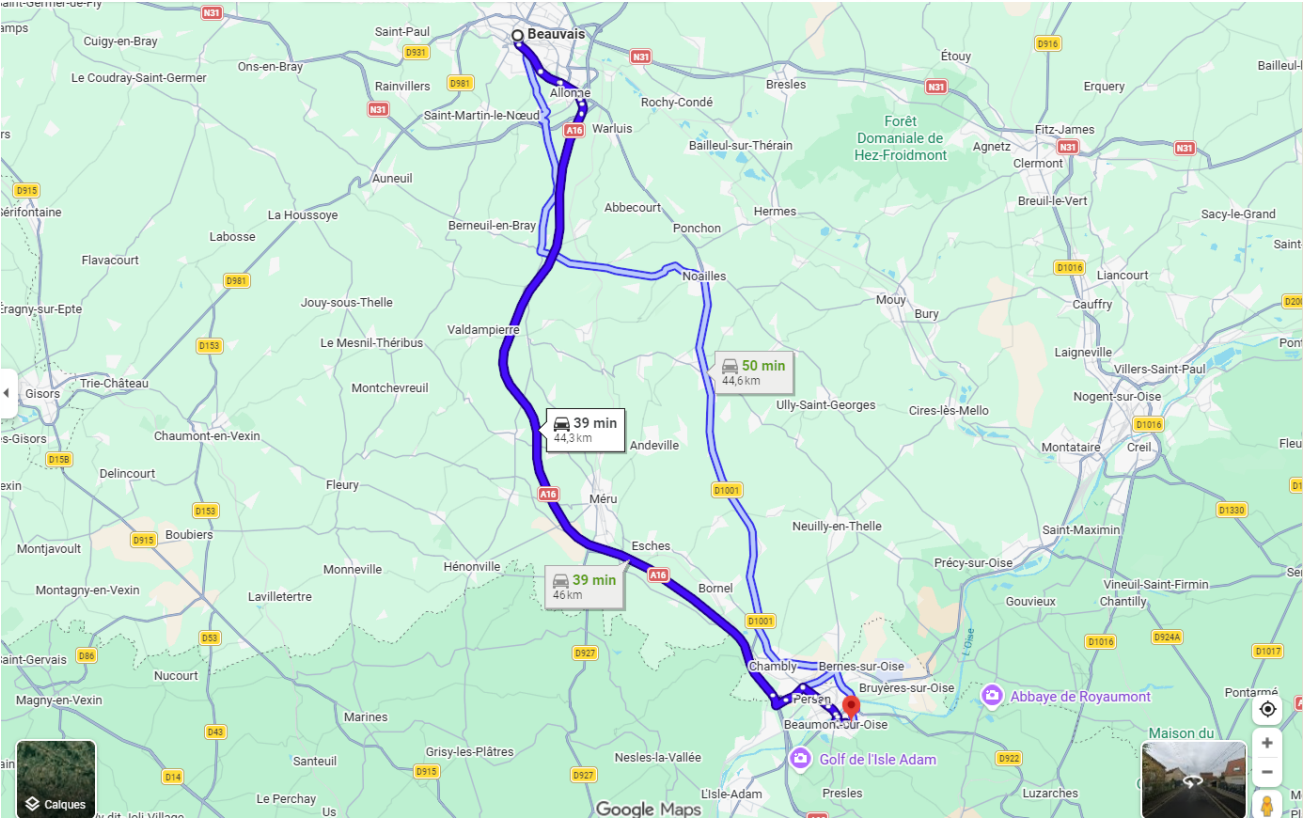 N31
Saint-Paul
Beauvais
Cuigy-en-Bray
D931
D916
Ons-en-Bray
N31
Étouy
Le Coudray-Saint-Germer
D981
Rainvillers
Bresles
N31
Erquery
Allonne
Rochy-Condé
N31
Saint-Martin-le-Nœud
A16
Warluis
Forêt
Domaniale de
Hez-Froidmont
Fitz-James
Bailleul-sur-Thérain
Agnetz
N31
N31
Clermont
Auneuil
D915
Breuil-le-Vert
La Houssoye
Abbecourt
Hermes
Sacy-le-Grand
Berneuil-en-Bray
Ponchon
Labosse
Flavacourt
D981
Noailles
D1016
Liancourt
Jouy-sous-Thelle
Mouy
Cauffry
Bury
Valdampierre
D153
Le Mesnil-Théribus
Laigneville
50 min
44,6 km
Villers-Saint-Paul
Trie-Château
Montchevreuil
Gisors
Nogent-sur-Oise
Ully-Saint-Georges
Cires-lès-Mello
39 min
44,3 km
D1016
Chaumont-en-Vexin
Andeville
Montataire
Creil
D15B
Delincourt
Fleury
A16
D1001
Méru
D153
D1330
Neuilly-en-Thelle
Saint-Maximin
Boubiers
D915
Montjavoult
Esches
Précy-sur-Oise
Monneville
Hénonville
A16
39 min
46 km
Bornel
Montagny-en-Vexin
Vineuil-Saint-Firmin
Lavilletertre
Gouvieux
Chantilly
D1001
D53
D1016
D924A
L'Oise
D86
D927
D1017
Chambly
Bernes-sur-Oise
Nucourt
Bruyères-sur-Oise
Abbaye de Royaumont
Pontarmé
Magny-en-Vexin
Persan
Marines
Beaumont-sur-Oise
D43
Maison du
Grisy-les-Plâtres
Santeuil
Nesles-la-Vallée
Golf de l'Isle Adam
D922
D14
D915
D927
Calques
Le Perchay
L'Isle-Adam
Presles
Luzarches
Us
Google Maps